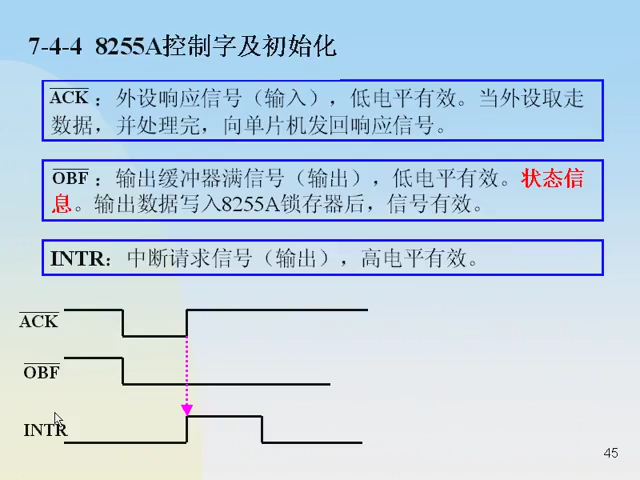 7-4-4 8255A控制字及初始化
ACK：外设响应信号（输入），低电平有效。当外设取走
数据，并处理完，向单片机发回响应信号。
OBF：输出缓冲器满信号（输出），低电平有效。状态信
息。输出数据写入8255A锁存器后，信号有效。
INTR：中断请求信号（输出），高电平有效。
ACK
OBF
INTR
45